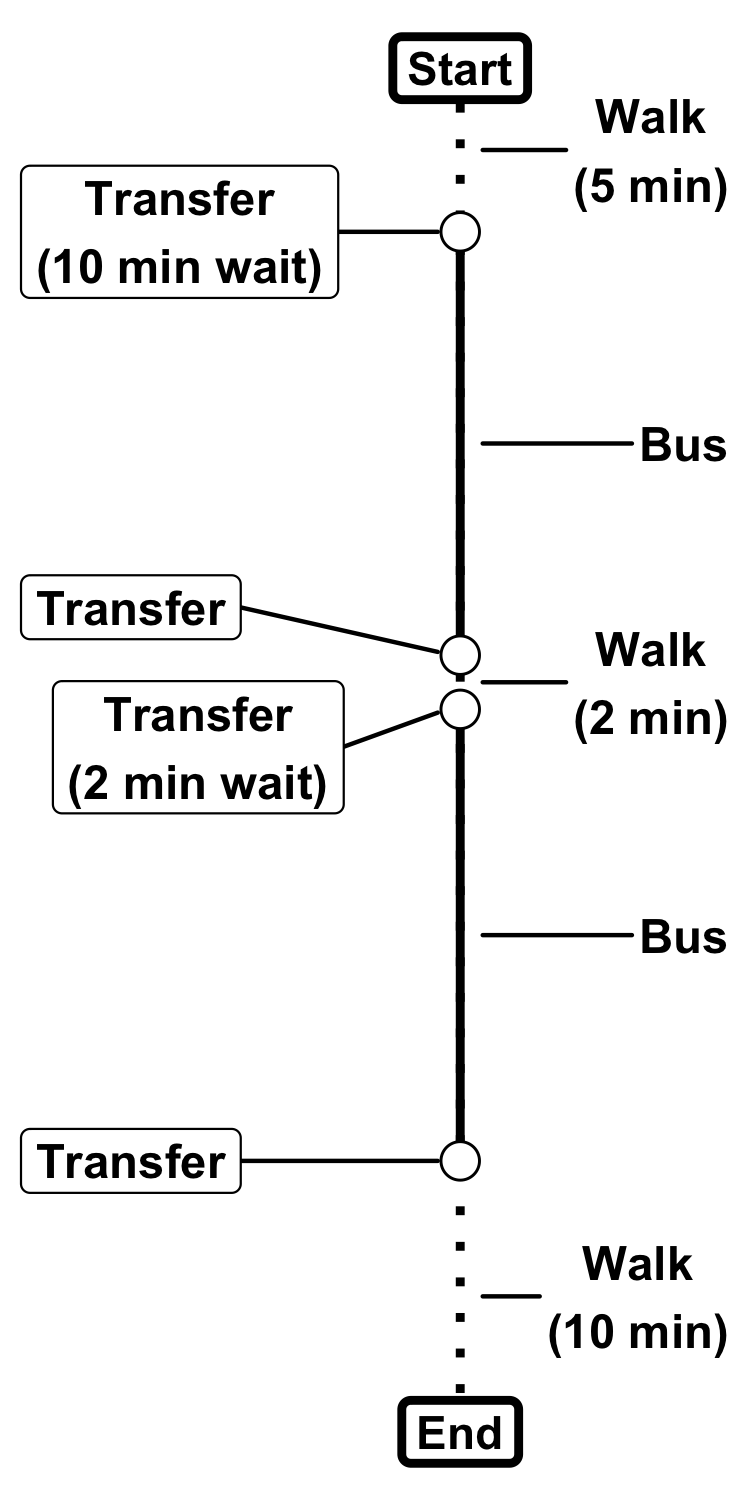 Start
Walk
(5 min)
Transfer
(10 min wait)
Bus
Transfer
Walk
(2 min)
Transfer
(2 min wait)
Bus
Transfer
Walk
(10 min)
End